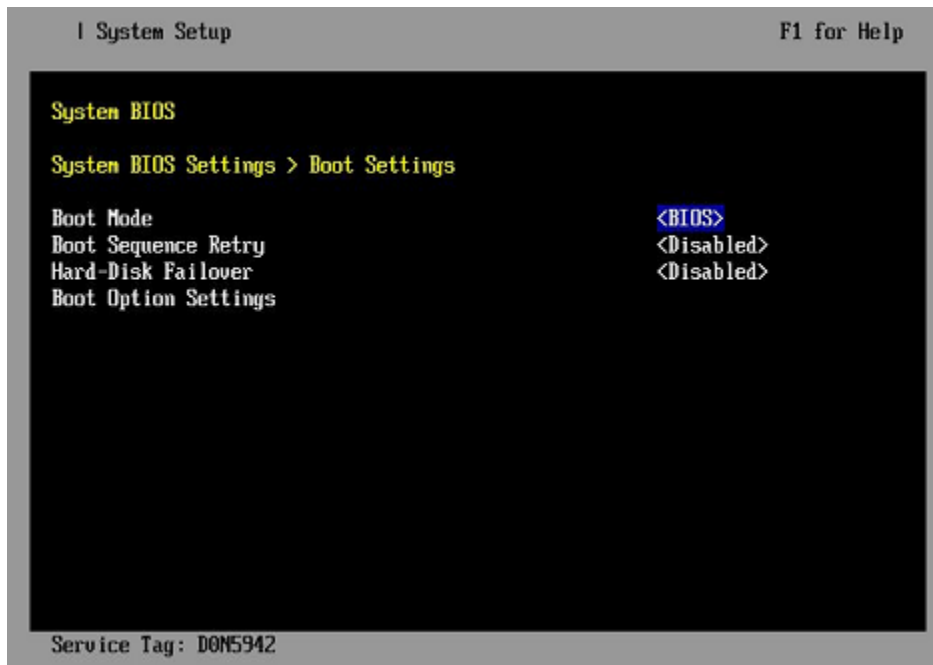 | System Setup F1 for Help
System BIOS
System BIOS Settings > Boot Settings
Boot Mode <BIOS>
Boot Sequence Retry <Disabled>
Hard-Disk Failover <Disabled>
Boot Option Settings
Service Tag: D0N5942